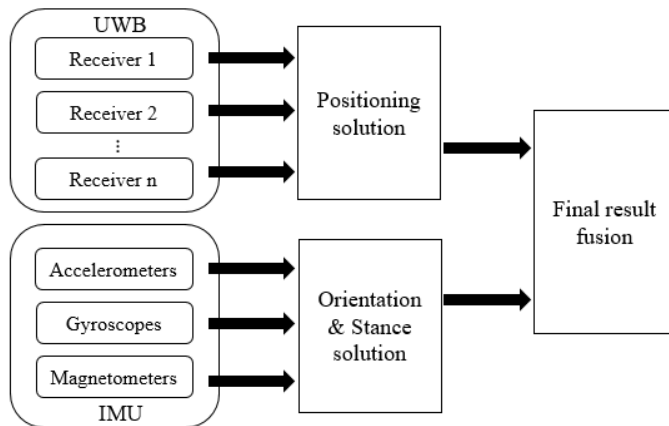 UWB
Receiver 1
Receiver 2
⋮
Receiver n
Positioning
solution
Accelerometers
Gyroscopes
Magnetometers
IMU
Orientation
& Stance
solution
Final result
fusion